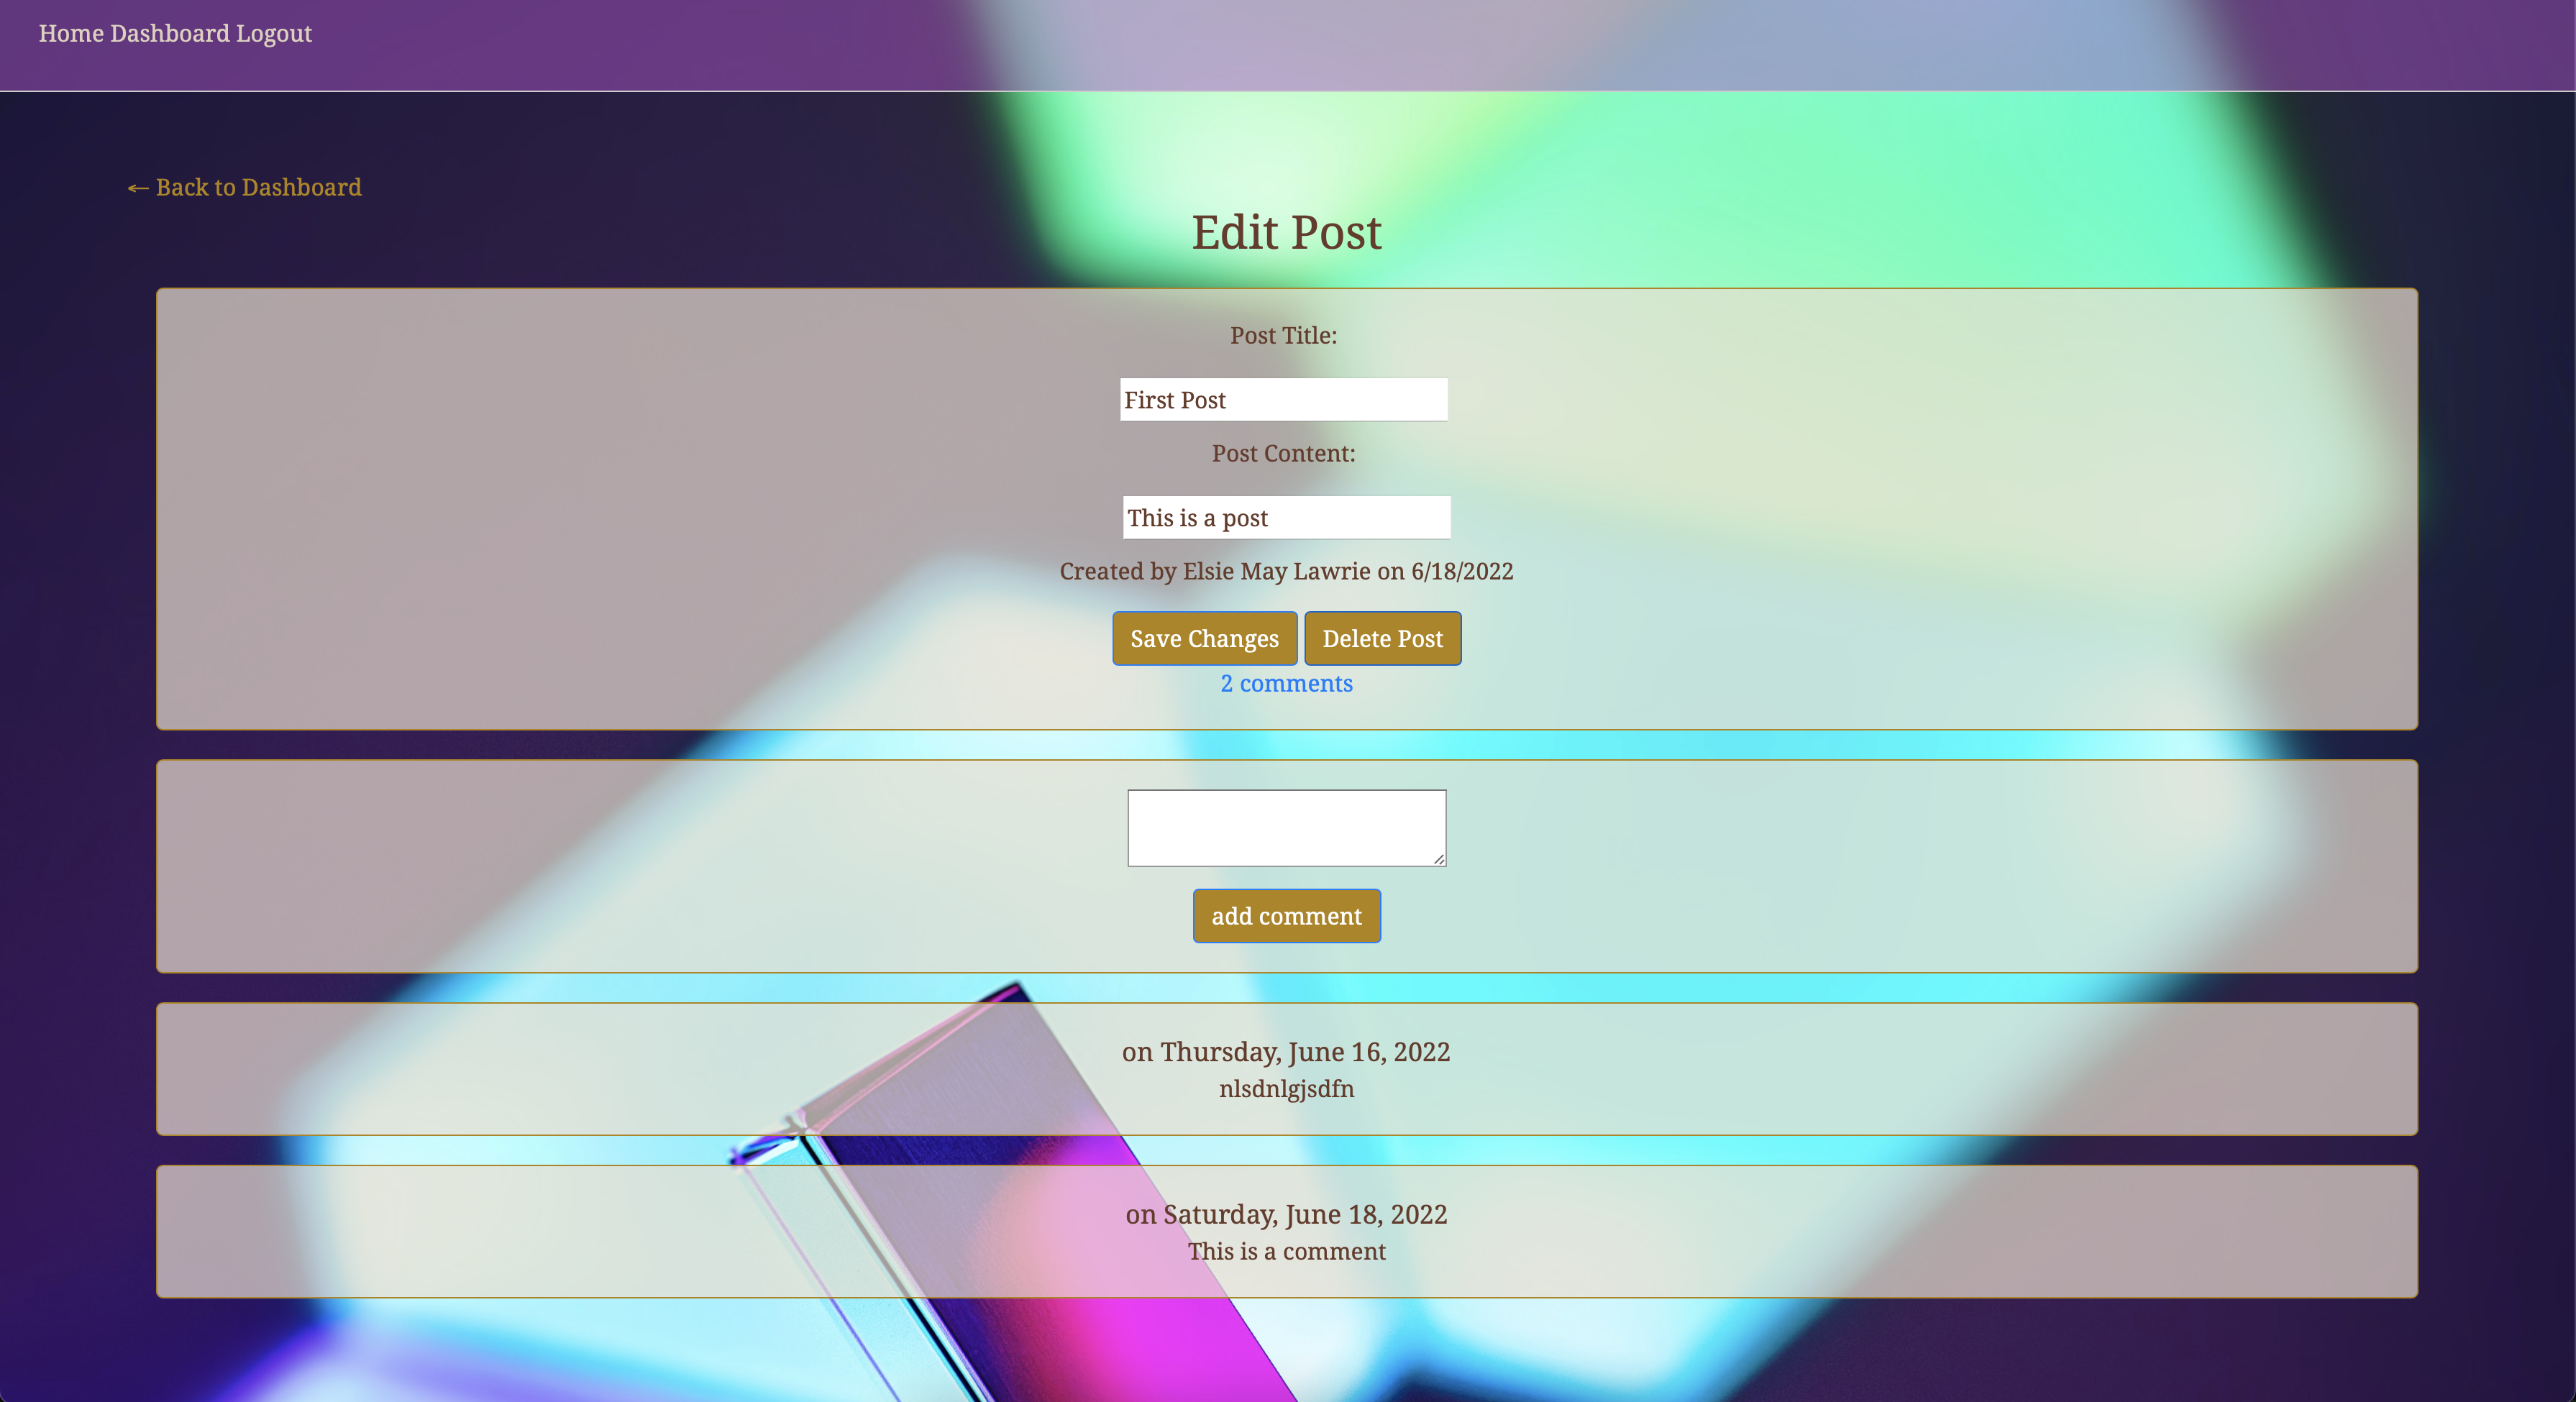 Home Dashboard Logout
← Back to Dashboard
Edit Post
Post Title:
First Post
Post Content:
This is a post
Created by Elsie May Lawrie on 6/18/2022
Save Changes Delete Post
2 comments
add comment
on Thursday, June 16, 2022
nlsdnlgjsdfn
on Saturday, June 18, 2022
This is a comment